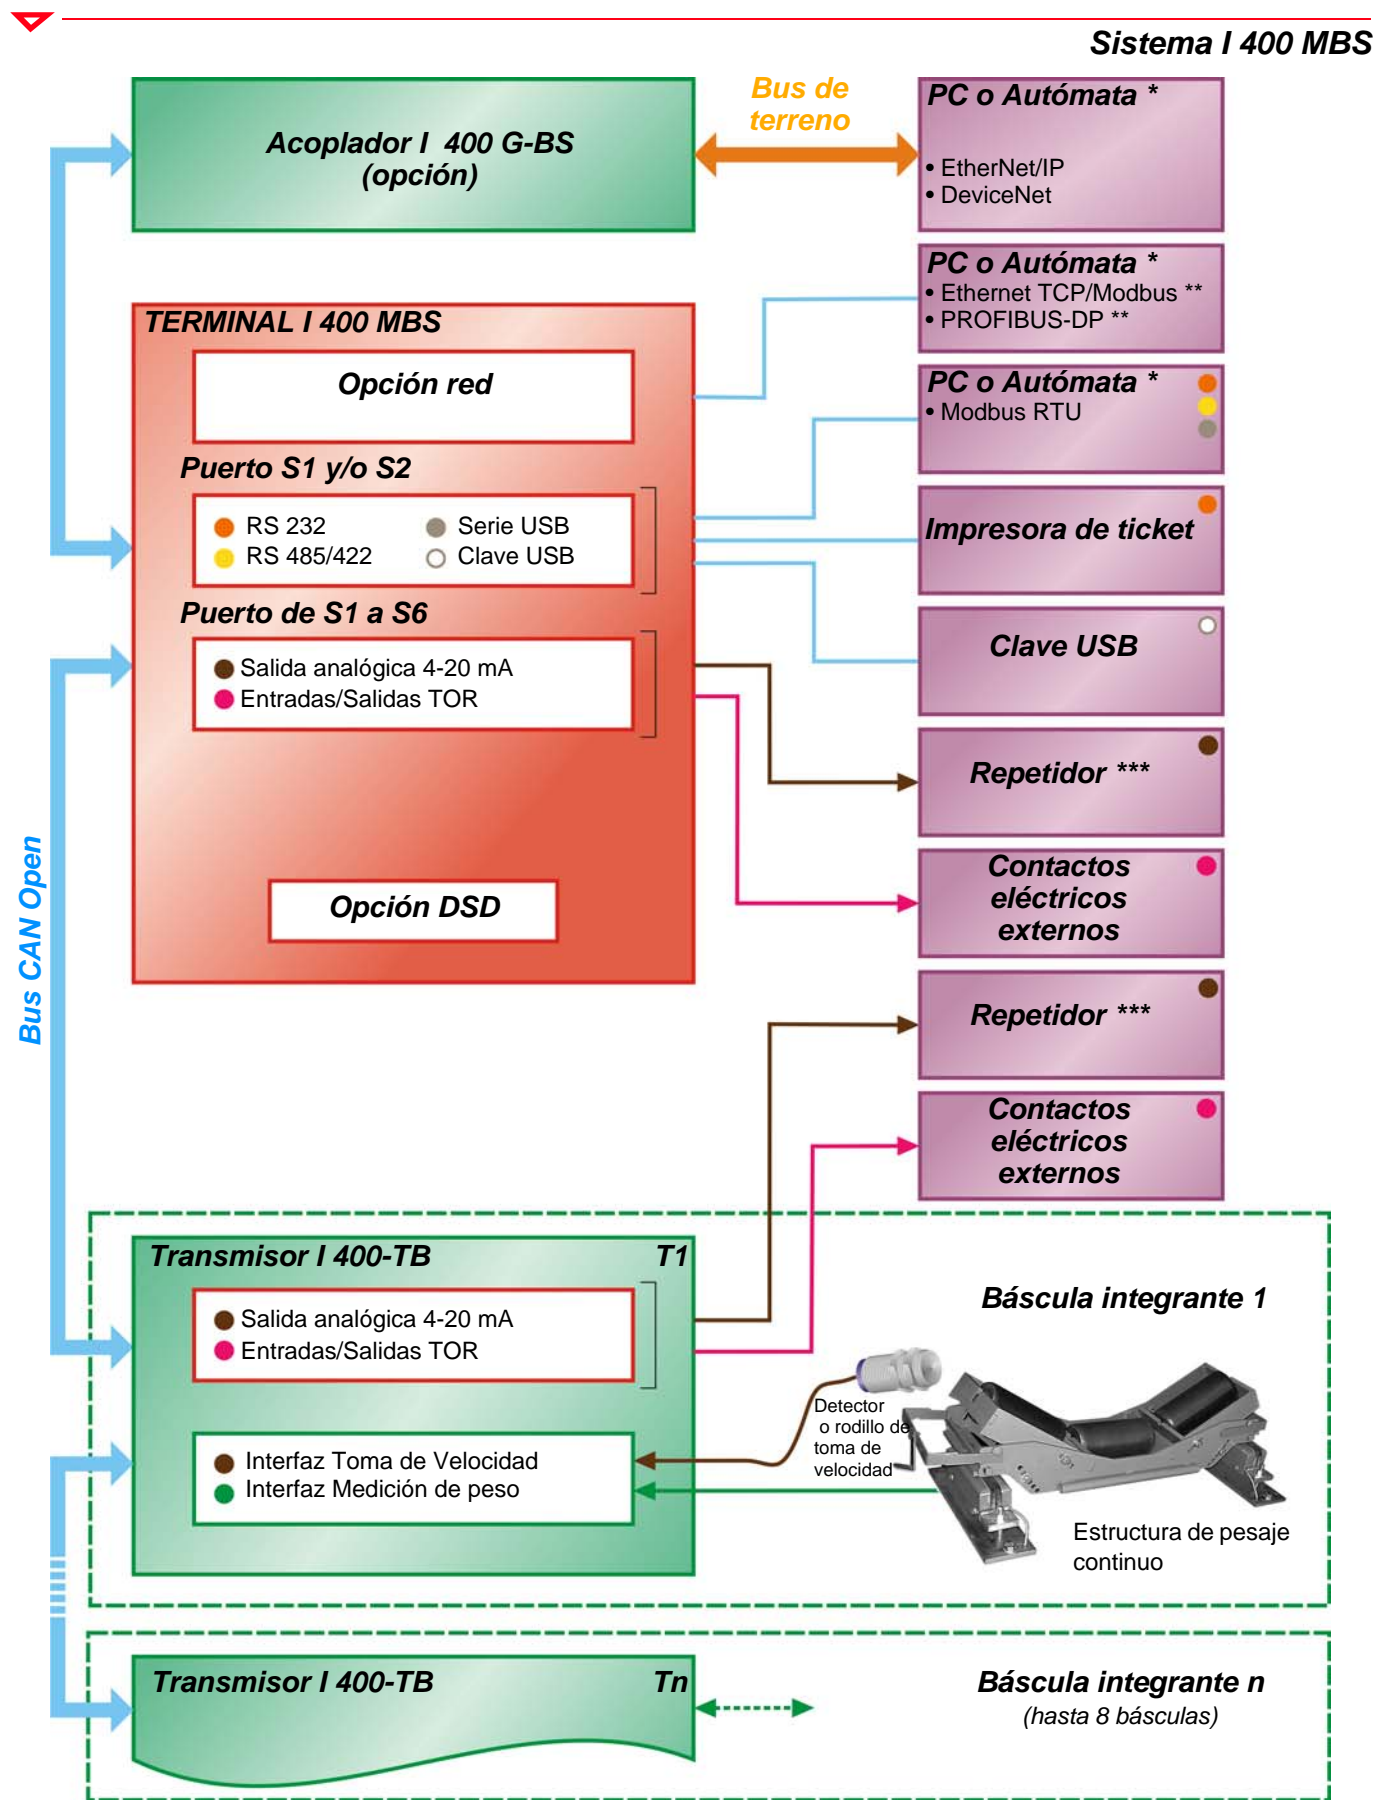 Sistema I 400 MBS
Acoplador I 400 G-BS
(opción)
Bus de
terreno
PC o Autómata *
• EtherNet/IP
• DeviceNet
PC o Autómata *
• Ethernet TCP/Modbus **
• PROFIBUS-DP **
TERMINAL I 400 MBS
Opción red
PC o Autómata *
• Modbus RTU
Puerto S1 y/o S2
RS 232
Serie USB
RS 485/422
Clave USB
Impresora de ticket
Puerto de S1 a S6
Salida analógica 4-20 mA
Entradas/Salidas TOR
Clave USB
Repetidor ***
Opción DSD
Contactos
eléctricos
externos
Bus CAN Open
Repetidor ***
Contactos
eléctricos
externos
Transmisor I 400-TB
T1
Salida analógica 4-20 mA
Entradas/Salidas TOR
Báscula integrante 1
Detector
o rodillo de
toma de
velocidad
Interfaz Toma de Velocidad
Interfaz Medición de peso
Estructura de pesaje
continuo
Transmisor I 400-TB
Tn
Báscula integrante n
(hasta 8 básculas)